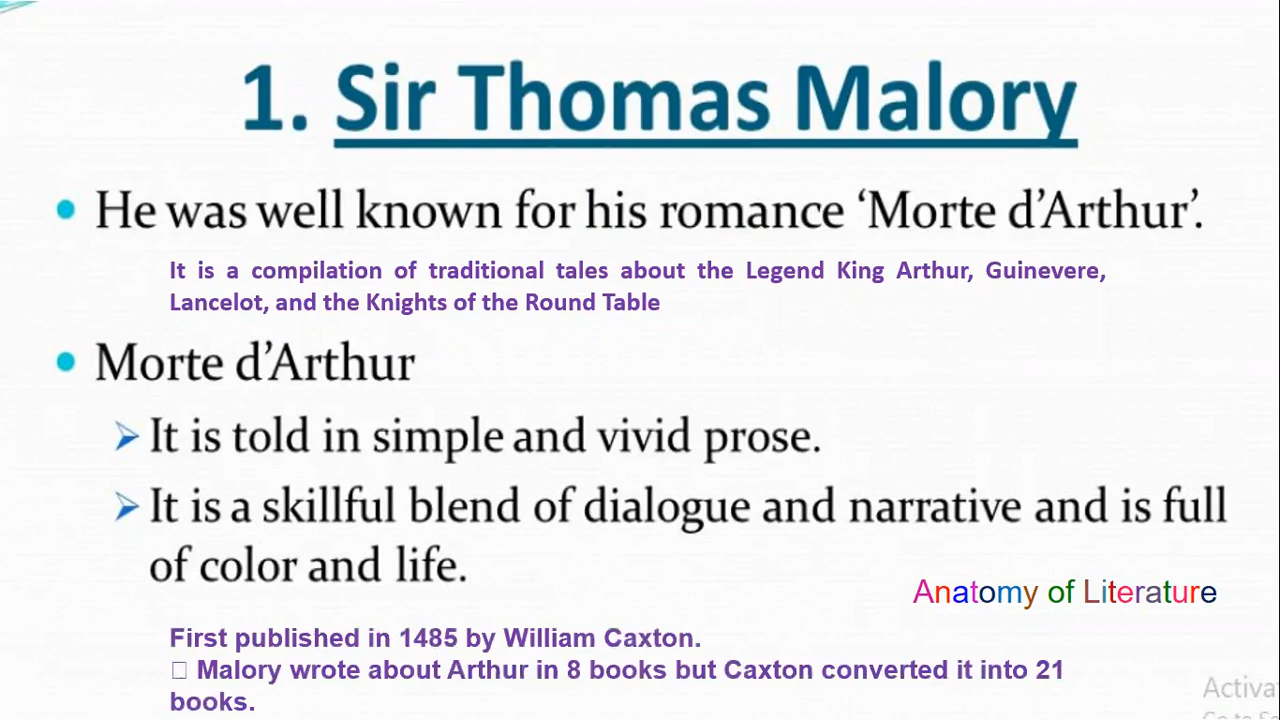 1. Sir Thomas Malory
• He was well known for his romance ‘Morte d’Arthur’.
It is a compilation of traditional tales about the Legend King Arthur, Guinevere,
Lancelot, and the Knights of the Round Table
• Morte d’Arthur
➢ It is told in simple and vivid prose.
➢ It is a skillful blend of dialogue and narrative and is full
of color and life.
Anatomy of Literature
First published in 1485 by William Caxton.
□ Malory wrote about Arthur in 8 books but Caxton converted it into 21
books.
Activa